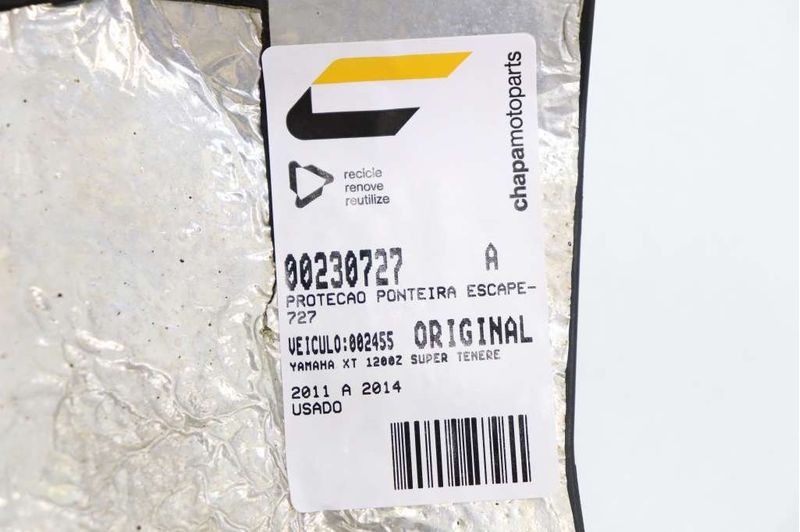 chapamotoparts
recicle
renove
reutilize
00230727 A
PROTECAO PONTEIRA ESCAPE-
727
VEICULO:002455 ORIGINAL
YAMAHA XT 1200Z SUPER TENERE
2011 A 2014
USADO